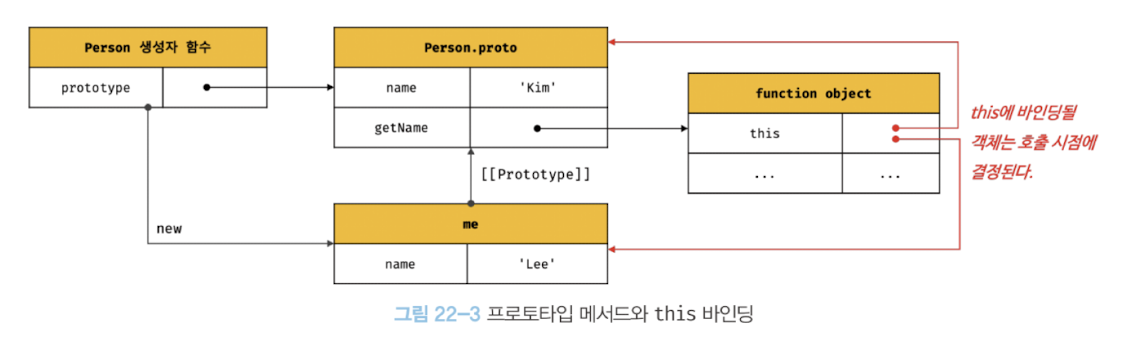 Person 생성자 함수
prototype
Person.proto
name
'Kim'
getName
function object
this
...
...
this에 바인딩될
객체는 호출 시점에
결정된다.
[[Prototype]]
new
me
name
'Lee'
그림 22-3 프로토타입 메서드와 this 바인딩